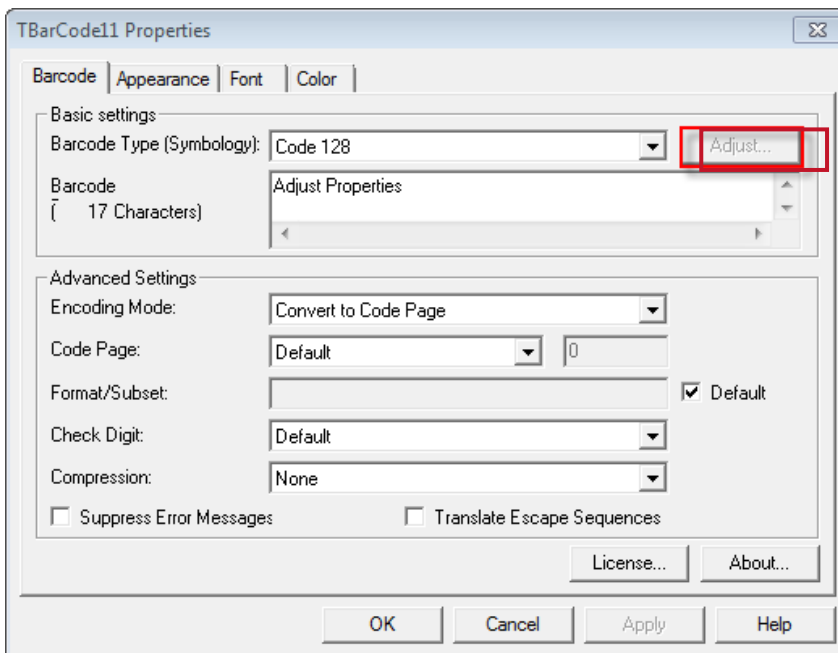 TBarCode11 Properties
Barcode Appearance Font Color
Basic settings
Barcode Type (Symbology): Code 128 Adjust...
Barcode Adjust Properties
( 17 Characters)
Advanced Settings
Encoding Mode: Convert to Code Page
Code Page: Default 0
Format/Subset: Default
Check Digit: Default
Compression: None
Suppress Error Messages Translate Escape Sequences
License... About...
OK Cancel Apply Help